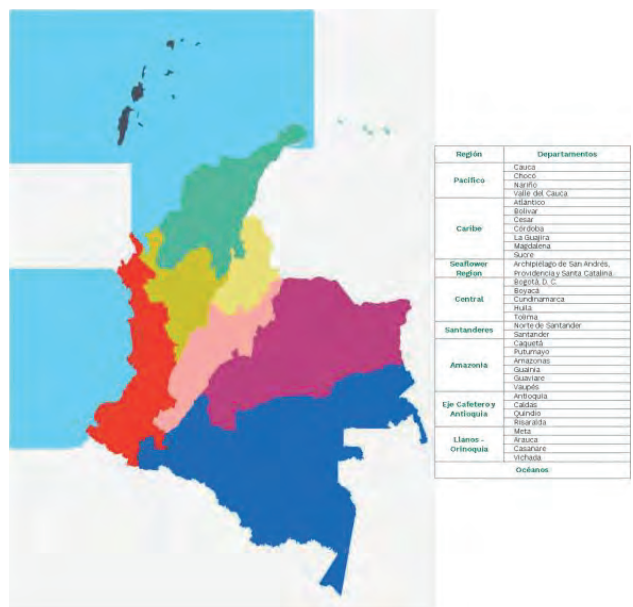 Región Departamentos
Pacífico
Cauca
Chocó
Nariño
Valle del Cauca
Caribe
Atlántico
Bolívar
Cesar
Córdoba
La Guajira
Magdalena
Sucre
Seaflower
Region
Archipiélago de San Andrés,
Providencia y Santa Catalina
Central
Bogotá, D. C.
Boyacá
Cundinamarca
Huila
Tolima
Santanderes
Norte de Santander
Santander
Amazonia
Caquetá
Putumayo
Amazonas
Guainía
Guaviare
Vaupés
Eje Cafetero y
Antioquia
Antioquia
Caldas
Quindío
Risaralda
Llanos -
Orinoquia
Meta
Arauca
Casanare
Vichada
Océanos